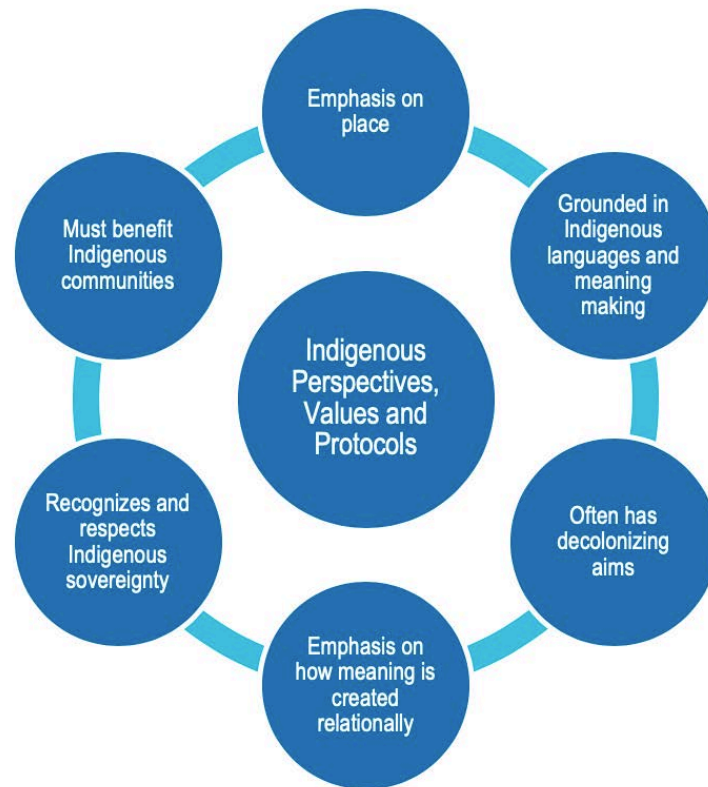 Emphasis on
place
Grounded in
Indigenous
languages and
meaning
making
Often has
decolonizing
aims
Emphasis on
how meaning is
created
relationally
Recognizes and
respects
Indigenous
sovereignty
Must benefit
Indigenous
communities
Indigenous
Perspectives,
Values and
Protocols